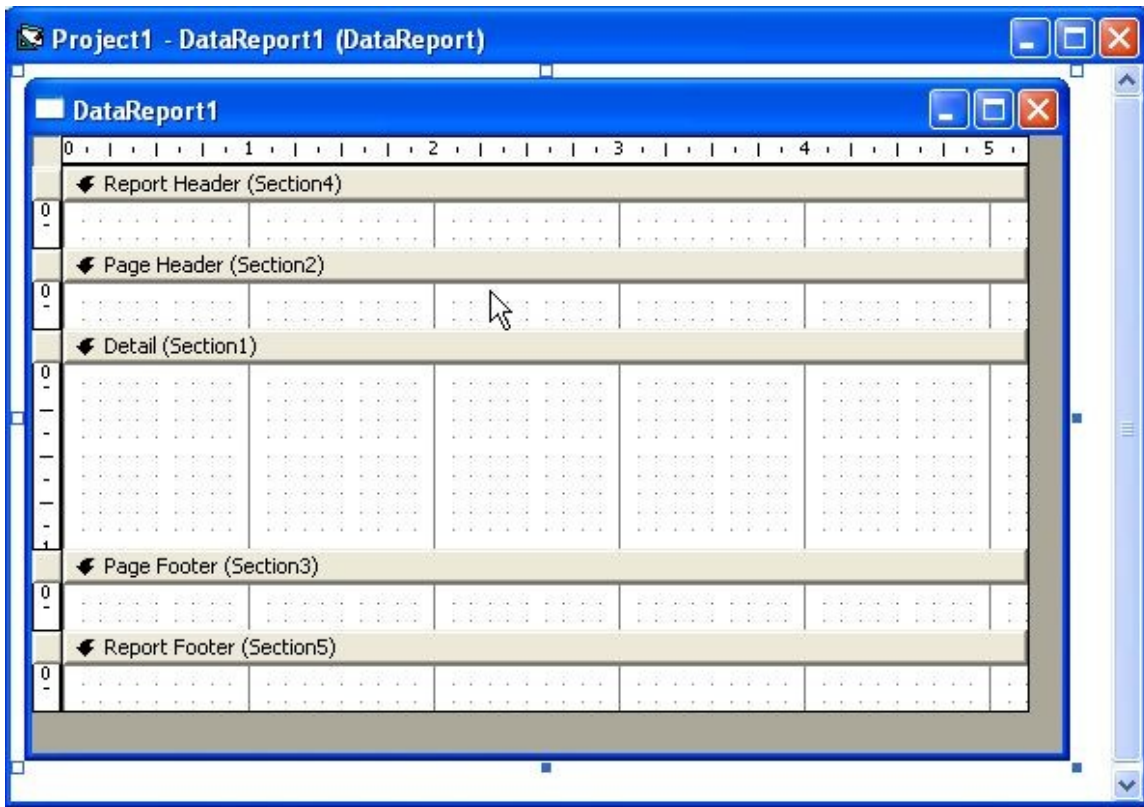 Project1 - DataReport1 (DataReport)
DataReport1
0 1 2 3 4 5
Report Header (Section4)
0
Page Header (Section2)
0
Detail (Section1)
0
1
Page Footer (Section3)
0
Report Footer (Section5)
0